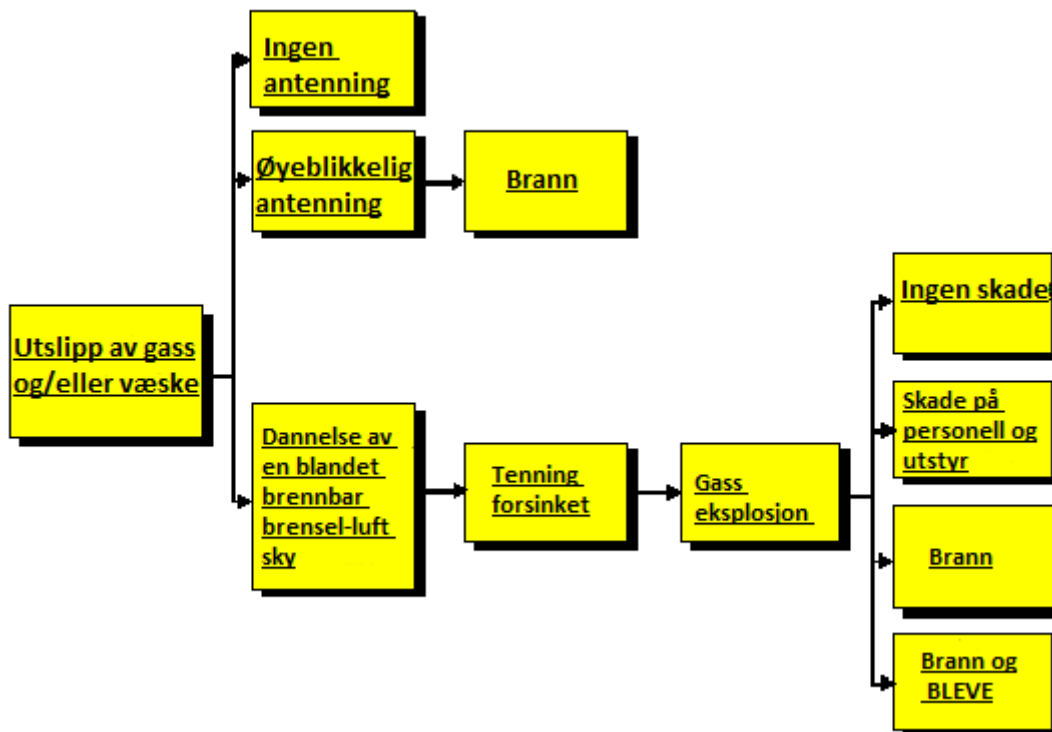 Ingen
antenning
Øyeblikkelig
antenning
Brann
Utslipp av gass
og/eller væske
Dannelse av
en blandet
brennbar
brensel-luft
sky
Tenning
forsinket
Gass
eksplosjon
Ingen skade
Skade på
personell og
utstyr
Brann
Brann og
BLEVE